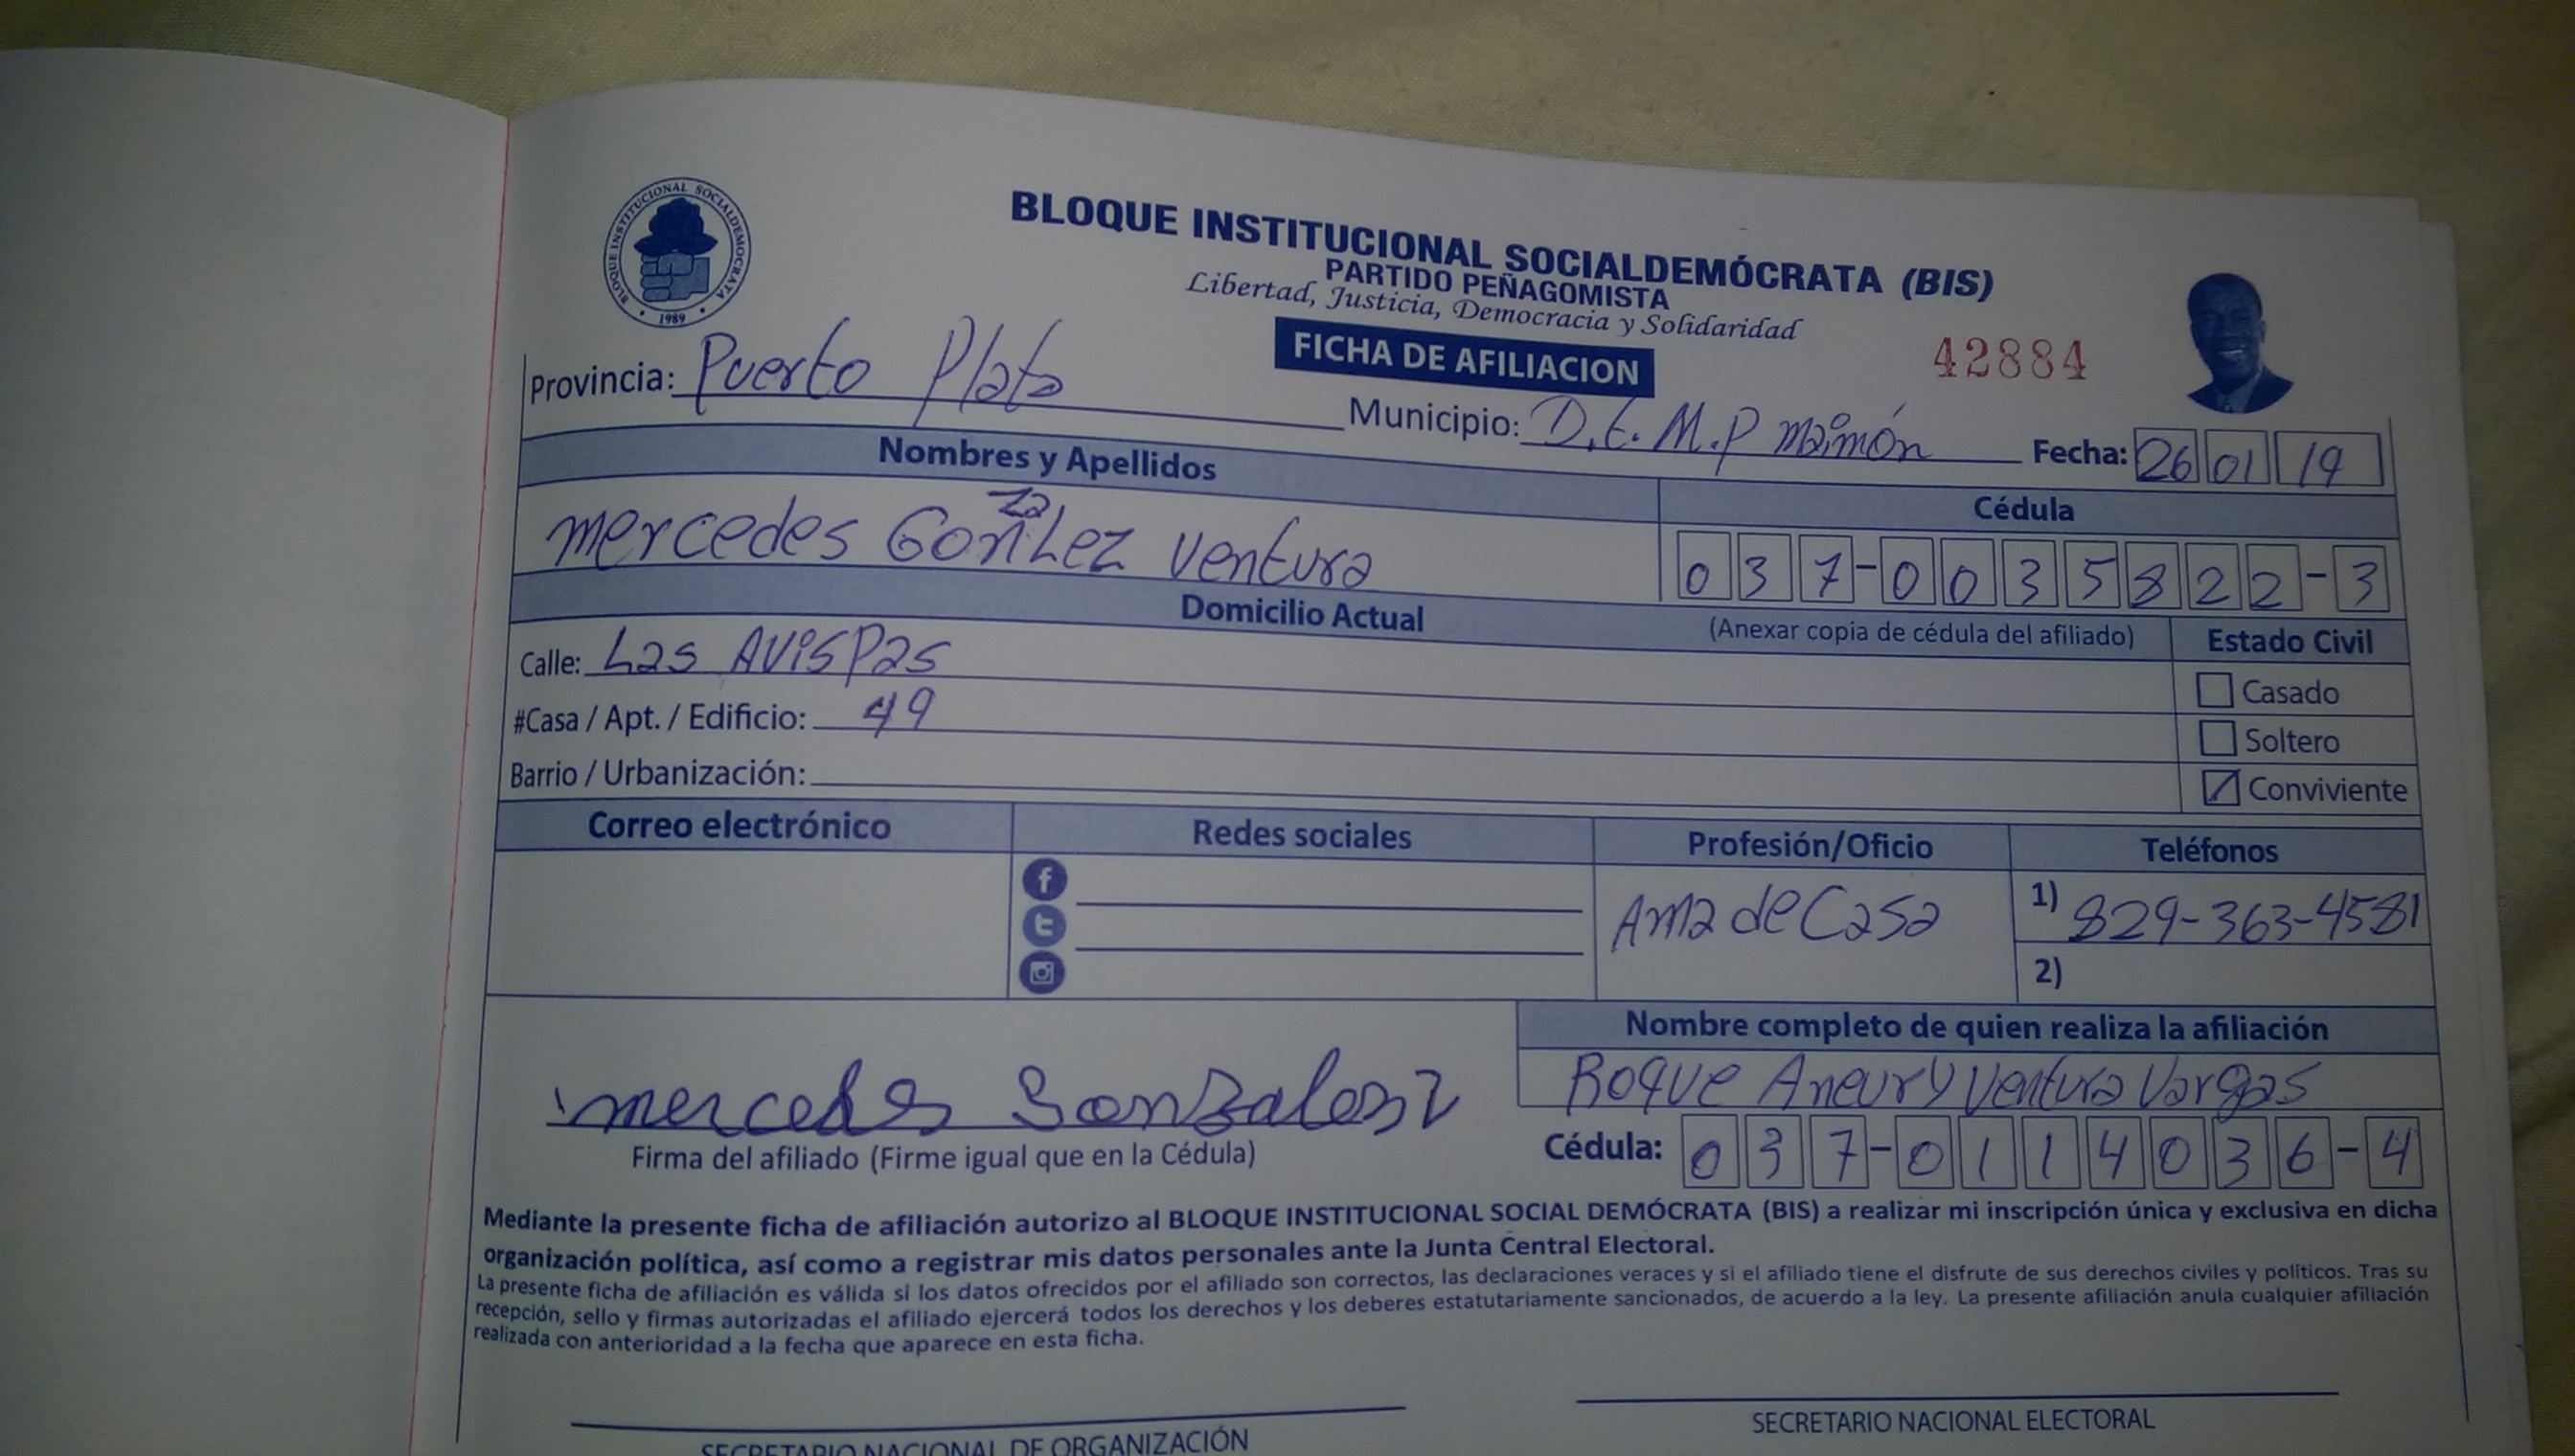 BLOQUE INSTITUCIONAL SOCIALDEMOCRATA
1989
BLOQUE INSTITUCIONAL SOCIALDEMÓCRATA (BIS)
PARTIDO PEÑAGOMISTA
Libertad, Justicia, Democracia y Solidaridad
FICHA DE AFILIACION
42884
Provincia: Puerto Plata Municipio: D.E. M.P Maimón Fecha: 26 01 19
Nombres y Apellidos
Cédula
mercedes Gonzalez Ventura
037-0035822-3
Domicilio Actual
(Anexar copia de cédula del afiliado)
Estado Civil
Calle: Las AVISPas
Casado
#Casa / Apt. / Edificio: 49
Soltero
Barrio / Urbanización:
Conviviente
Correo electrónico Redes sociales Profesión/Oficio Teléfonos
Ama de Casa
1) 829-363-4581
2)
Nombre completo de quien realiza la afiliación
Roque Aneury Ventura Vargas
mercedes Gonzalez
Firma del afiliado (Firme igual que en la Cédula)
Cédula: 037-0114036-4
Mediante la presente ficha de afiliación autorizo al BLOQUE INSTITUCIONAL SOCIAL DEMÓCRATA (BIS) a realizar mi inscripción única y exclusiva en dicha
organización política, así como a registrar mis datos personales ante la Junta Central Electoral.
La presente ficha de afiliación es válida si los datos ofrecidos por el afiliado son correctos, las declaraciones veraces y si el afiliado tiene el disfrute de sus derechos civiles y políticos. Tras su
recepción, sello y firmas autorizadas el afiliado ejercerá todos los derechos y los deberes estatutariamente sancionados, de acuerdo a la ley. La presente afiliación anula cualquier afiliación
realizada con anterioridad a la fecha que aparece en esta ficha.
SECRETARIO NACIONAL DE ORGANIZACIÓN
SECRETARIO NACIONAL ELECTORAL